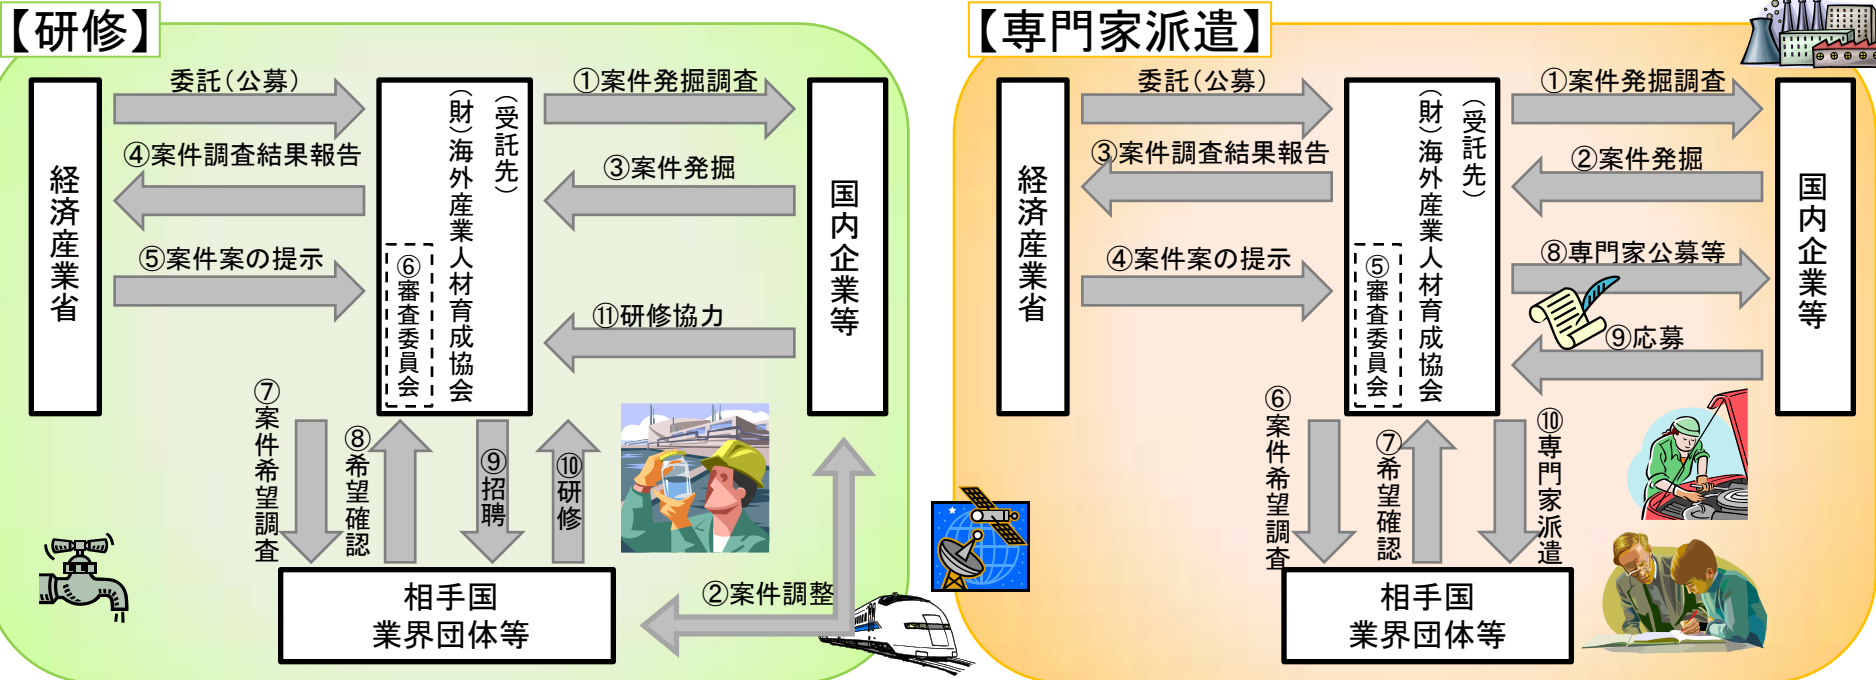 【研修】
委託(公募)
①案件発掘調査
④案件調査結果報告
③案件発掘
⑤案件案の提示
⑪研修協力
経済産業省
(受託先)
(財)海外産業人材育成協会
⑥審査委員会
国内企業等
⑦案件希望調査
⑧希望確認
⑨招聘
⑩研修
②案件調整
相手国
業界団体等
【専門家派遣】
委託(公募)
①案件発掘調査
③案件調査結果報告
②案件発掘
④案件案の提示
⑧専門家公募等
⑨応募
経済産業省
(受託先)
(財)海外産業人材育成協会
⑤審査委員会
国内企業等
⑥案件希望調査
⑦希望確認
⑩専門家派遣
相手国
業界団体等